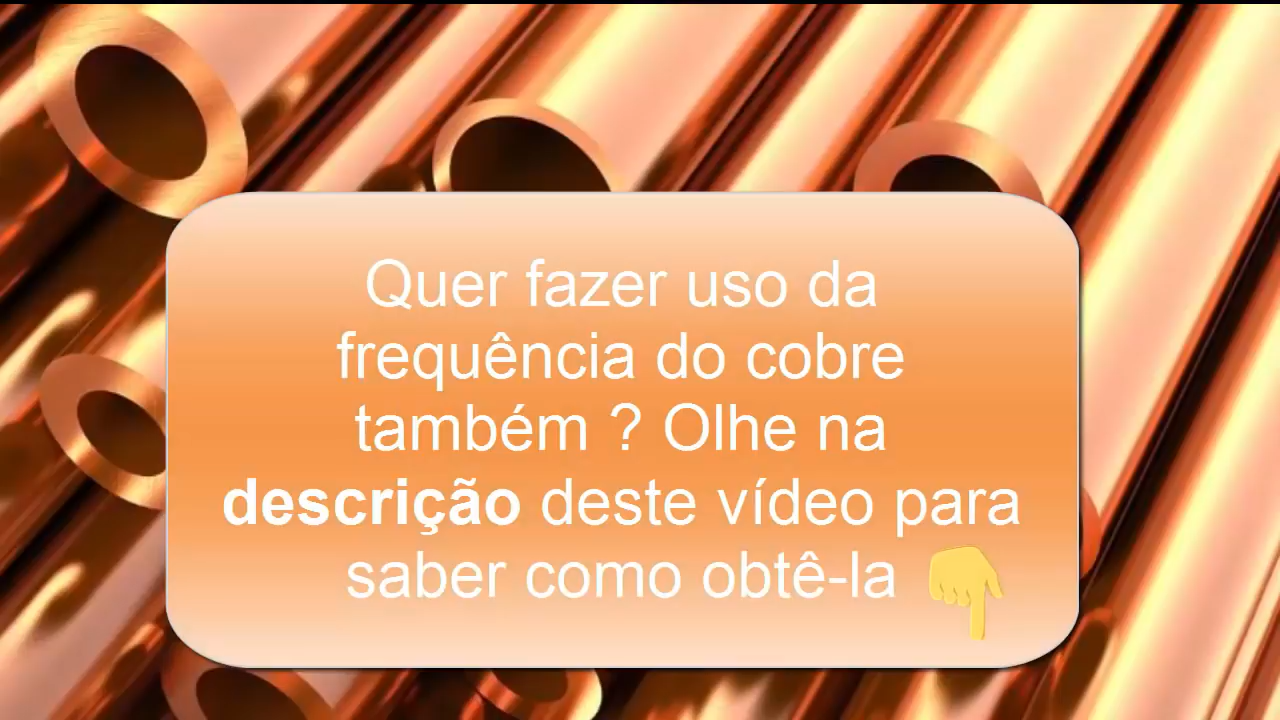 Quer fazer uso da
frequência do cobre
também ? Olhe na
descrição deste vídeo para
saber como obtê-la 👇